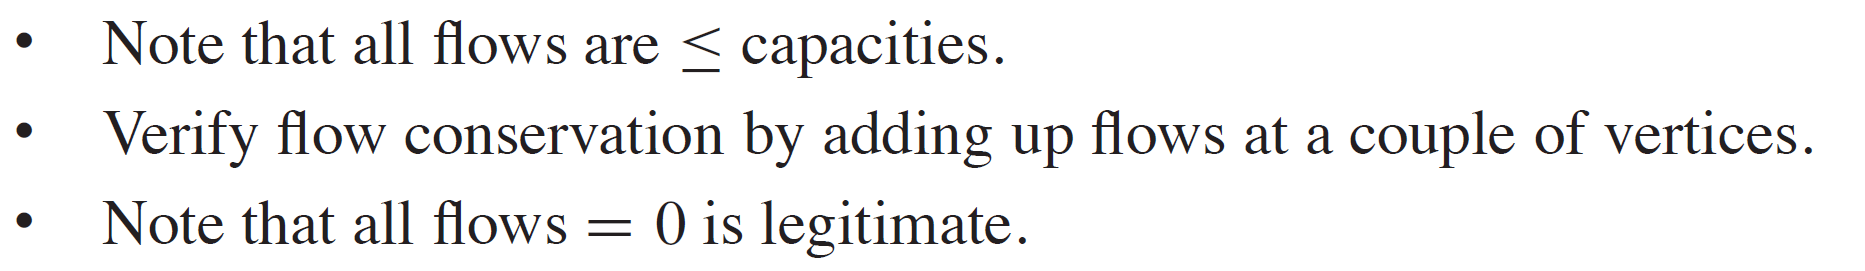 • Note that all flows are ≤ capacities.
• Verify flow conservation by adding up flows at a couple of vertices.
• Note that all flows = 0 is legitimate.